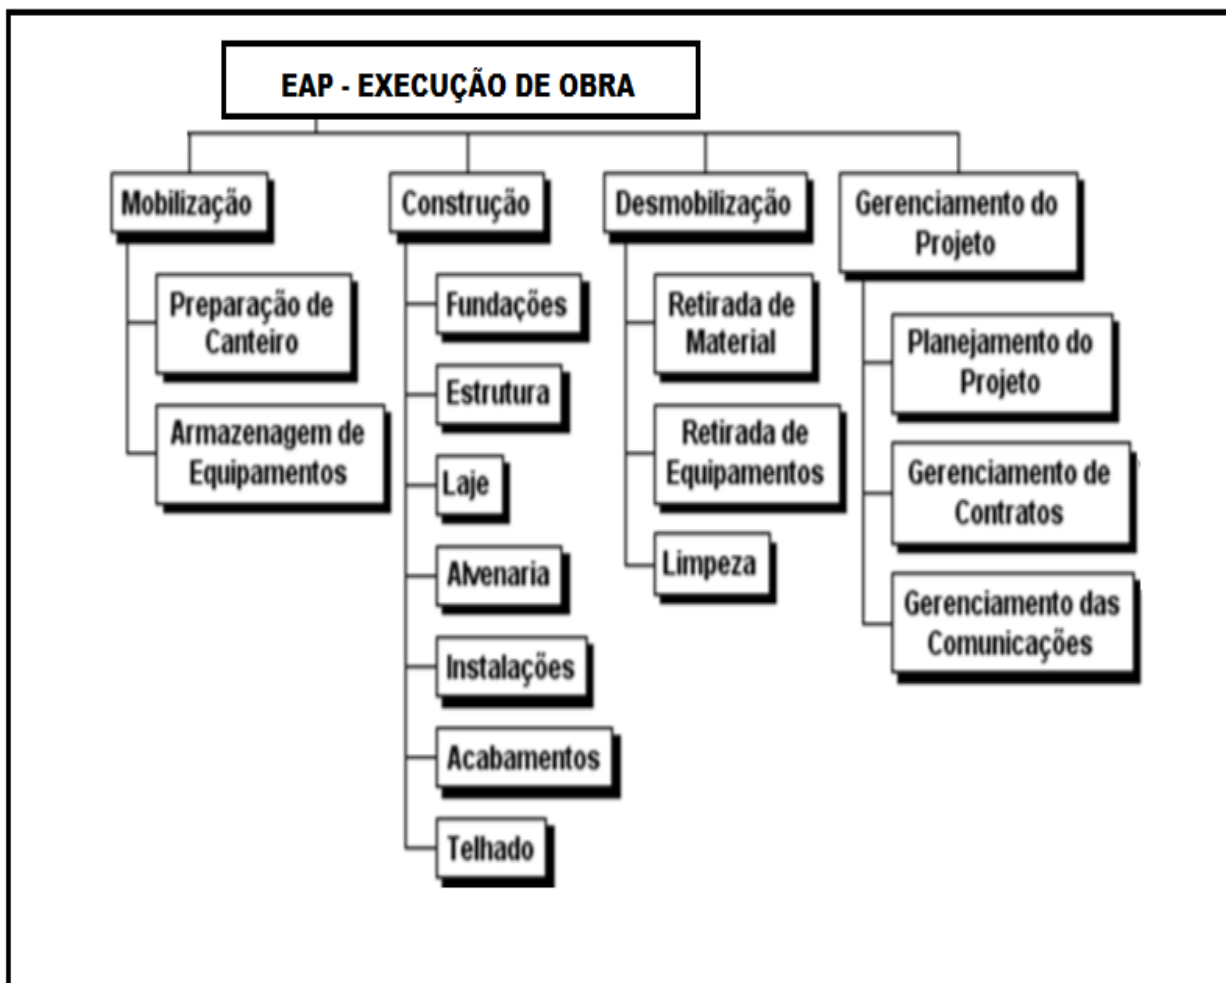 EAP - EXECUÇÃO DE OBRA
Mobilização
Preparação de
Canteiro
Armazenagem de
Equipamentos
Construção
Fundações
Estrutura
Laje
Alvenaria
Instalações
Acabamentos
Telhado
Desmobilização
Retirada de
Material
Retirada de
Equipamentos
Limpeza
Gerenciamento do
Projeto
Planejamento do
Projeto
Gerenciamento de
Contratos
Gerenciamento das
Comunicações